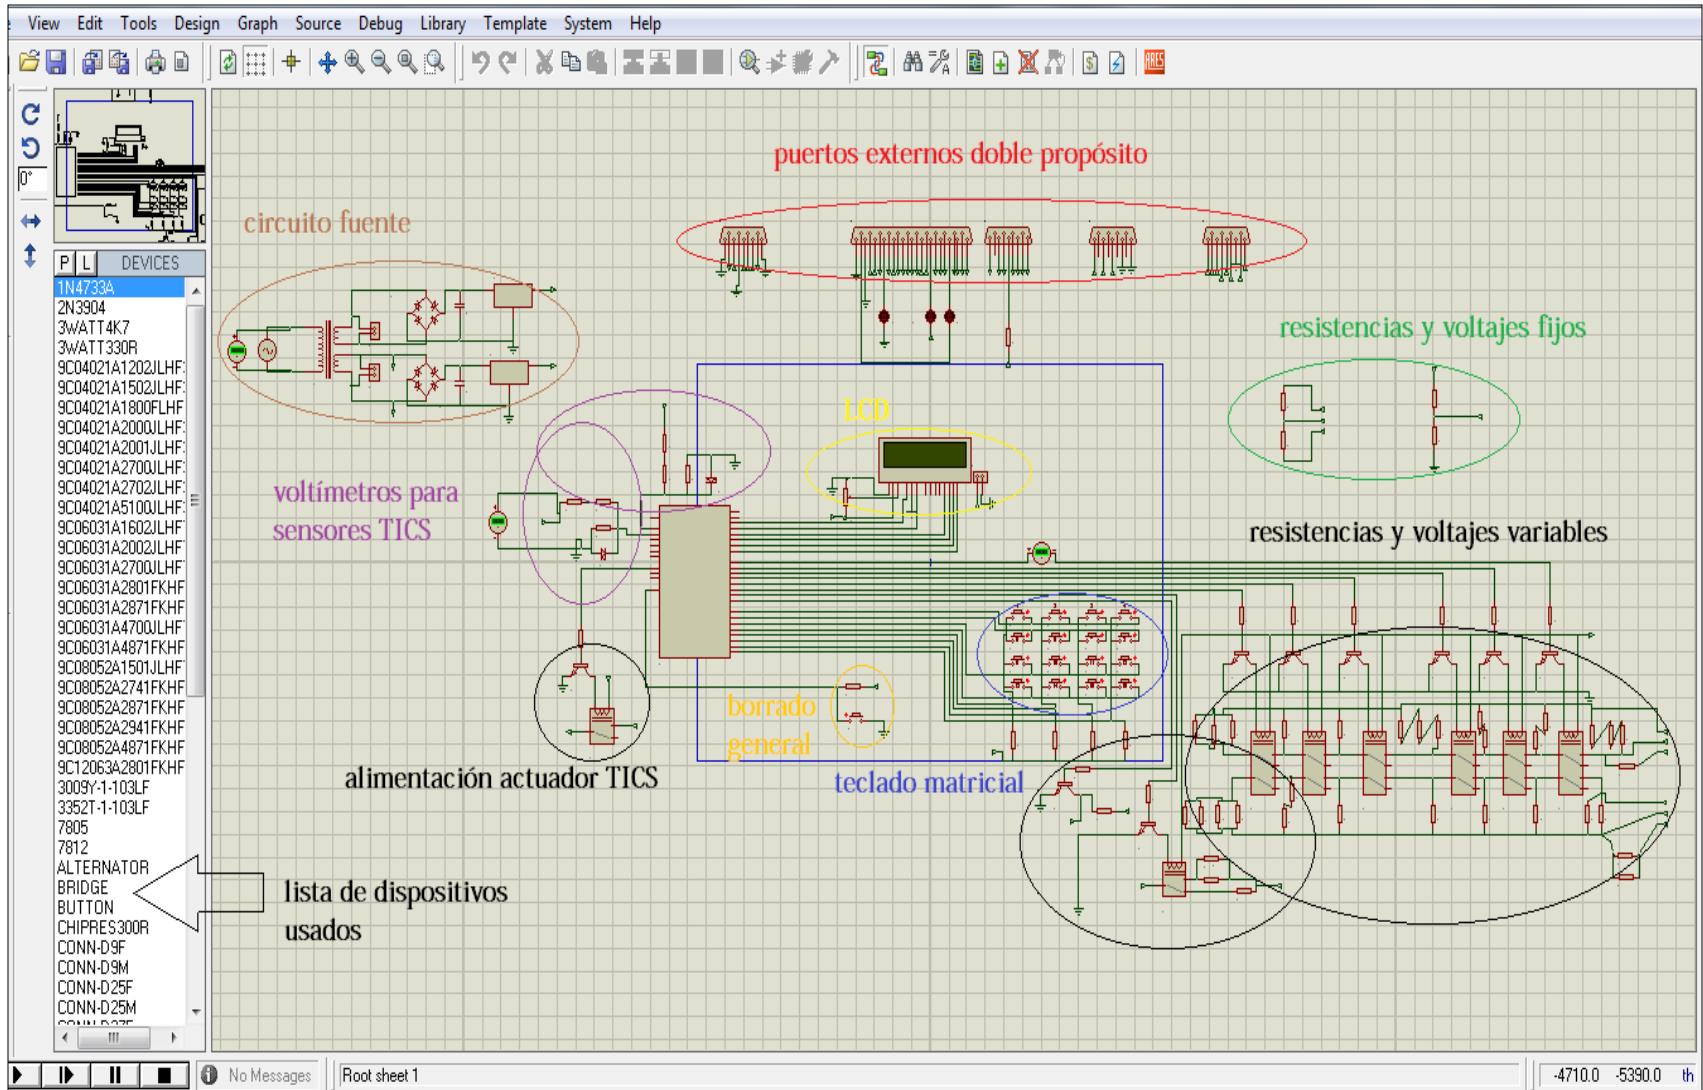 View Edit Tools Design Graph Source Debug Library Template System Help
ARES
0°
P L DEVICES
1N4733A
2N3904
3WATT4K7
3WATT330R
9C04021A1202JLHF
9C04021A1502JLHF
9C04021A1800FLHF
9C04021A2000JLHF
9C04021A2001JLHF
9C04021A2700JLHF
9C04021A2702JLHF
9C04021A5100JLHF
9C06031A1602JLHF
9C06031A2002JLHF
9C06031A2700JLHF
9C06031A2801FKHF
9C06031A2871FKHF
9C06031A4700JLHF
9C06031A4871FKHF
9C08052A1501JLHF
9C08052A2741FKHF
9C08052A2871FKHF
9C08052A2941FKHF
9C08052A4871FKHF
9C12063A2801FKHF
3009Y-1-103LF
3352T-1-103LF
7805
7812
ALTERNATOR
BRIDGE
BUTTON
CHIPRES300R
CONN-D9F
CONN-D9M
CONN-D25F
CONN-D25M
puertos externos doble propósito
circuito fuente
resistencias y voltajes fijos
LCD
voltímetros para
sensores TICS
resistencias y voltajes variables
borrado
general
alimentación actuador TICS
teclado matricial
lista de dispositivos
usados
No Messages
Root sheet 1
-4710.0 -5390.0 th